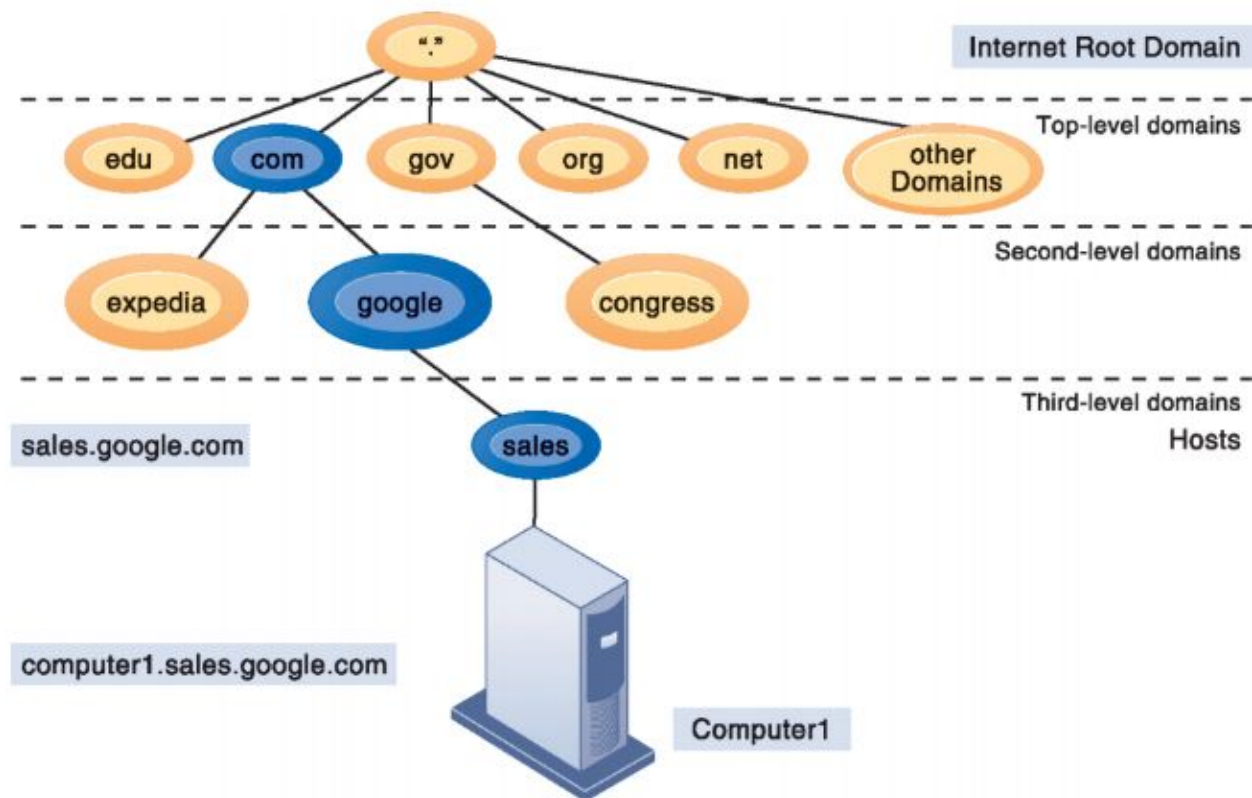 “.”
Internet Root Domain
Top-level domains
edu
com
gov
org
net
other
Domains
Second-level domains
expedia
google
congress
Third-level domains
Hosts
sales.google.com
sales
computer1.sales.google.com
Computer1